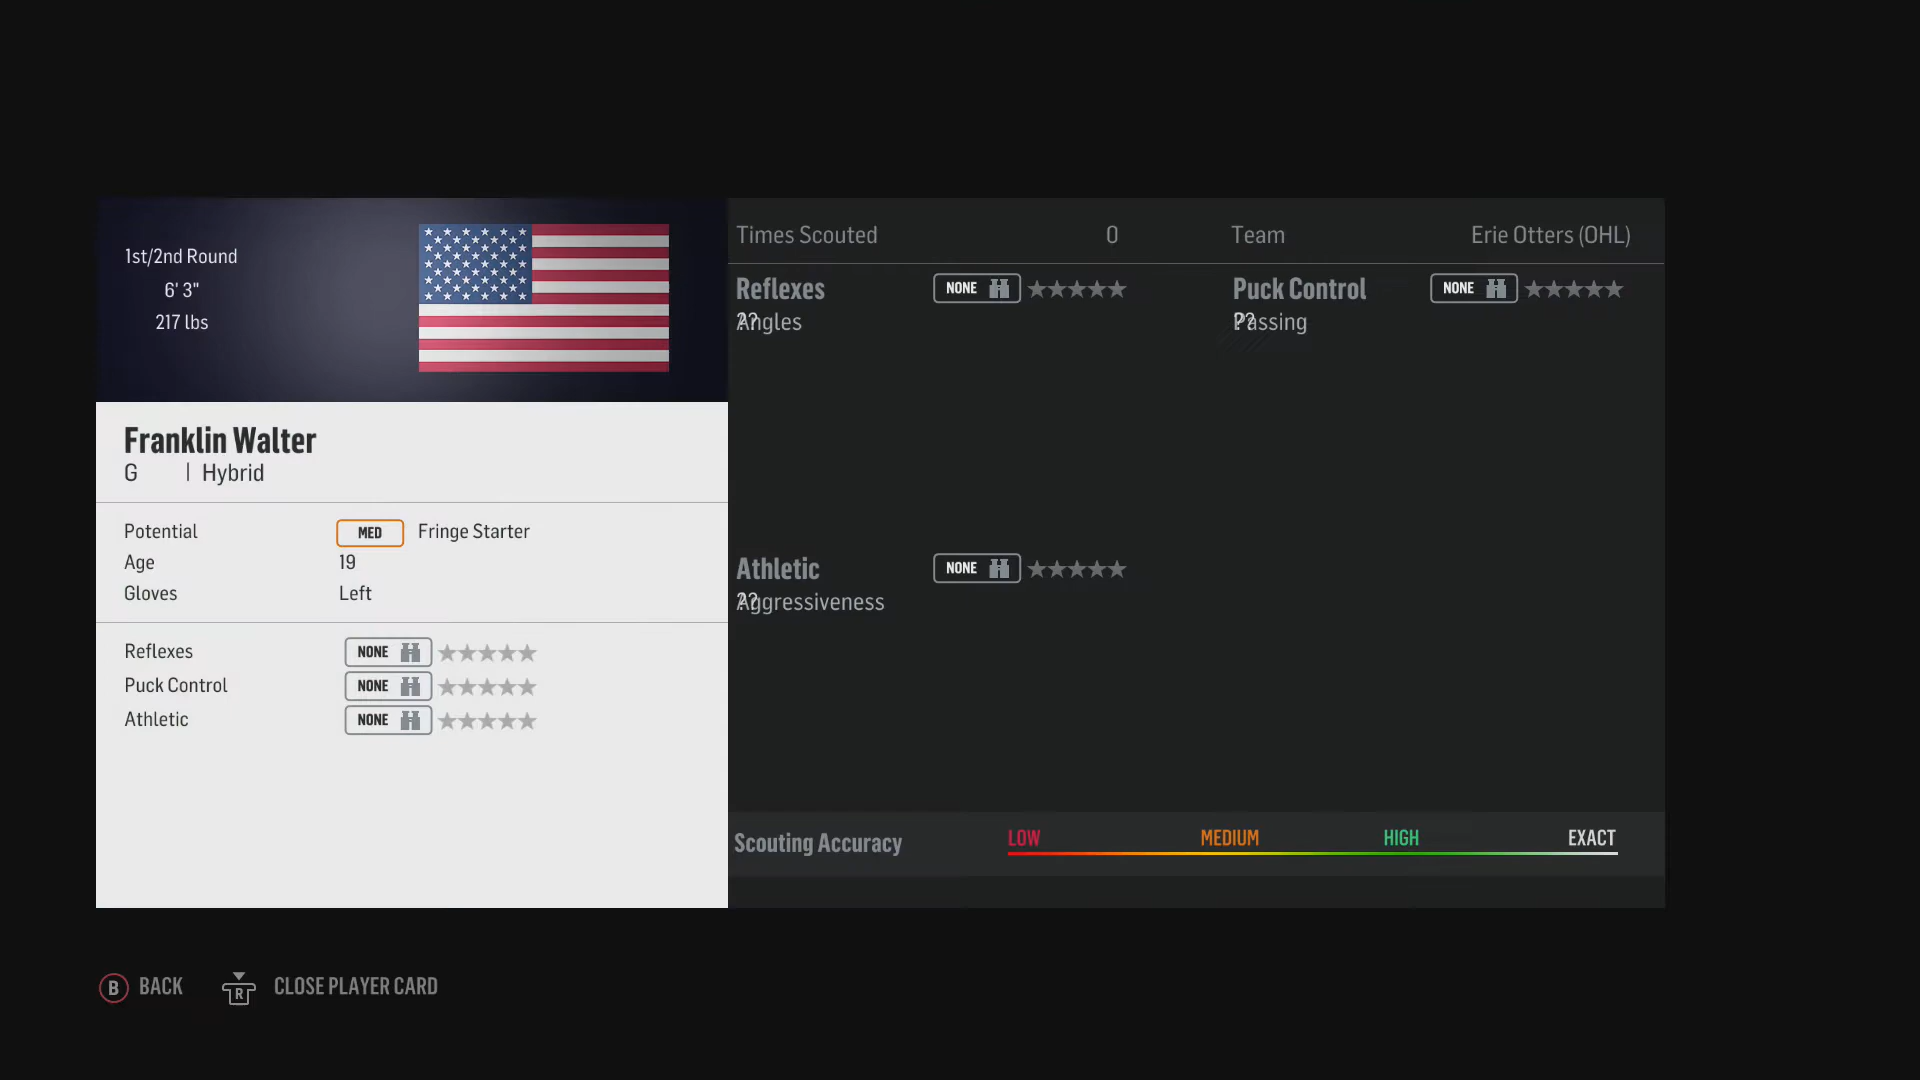 1st/2nd Round
6' 3"
217 lbs
Franklin Walter
G | Hybrid
Potential MED Fringe Starter
Age 19
Gloves Left
Reflexes NONE
Puck Control NONE
Athletic NONE
Times Scouted 0 Team Erie Otters (OHL)
Reflexes NONE Puck Control NONE
?? Angles ?? Passing
Athletic NONE
?? Aggressiveness
Scouting Accuracy LOW MEDIUM HIGH EXACT
B BACK R CLOSE PLAYER CARD